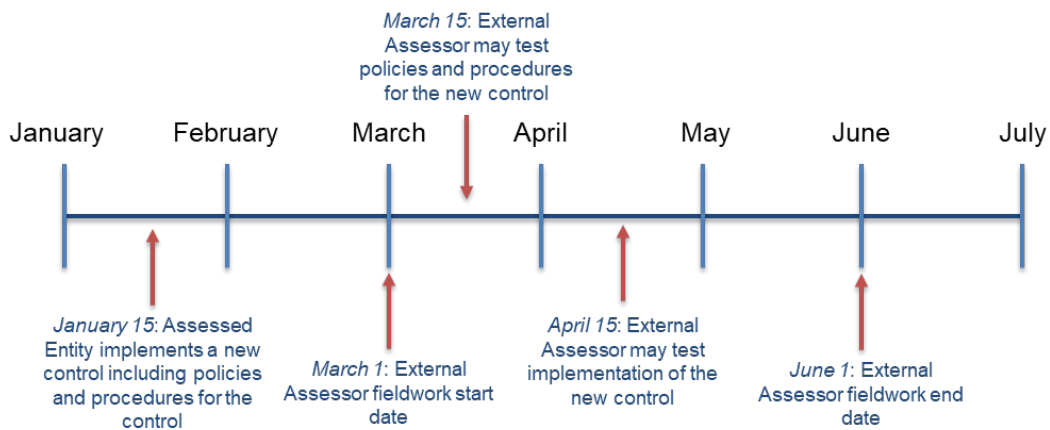 March 15: External
Assessor may test
policies and procedures
for the new control
January
February
March
April
May
June
July
January 15: Assessed
Entity implements a new
control including policies
and procedures for the
control
March 1: External
Assessor fieldwork start
date
April 15: External
Assessor may test
implementation of the
new control
June 1: External
Assessor fieldwork end
date